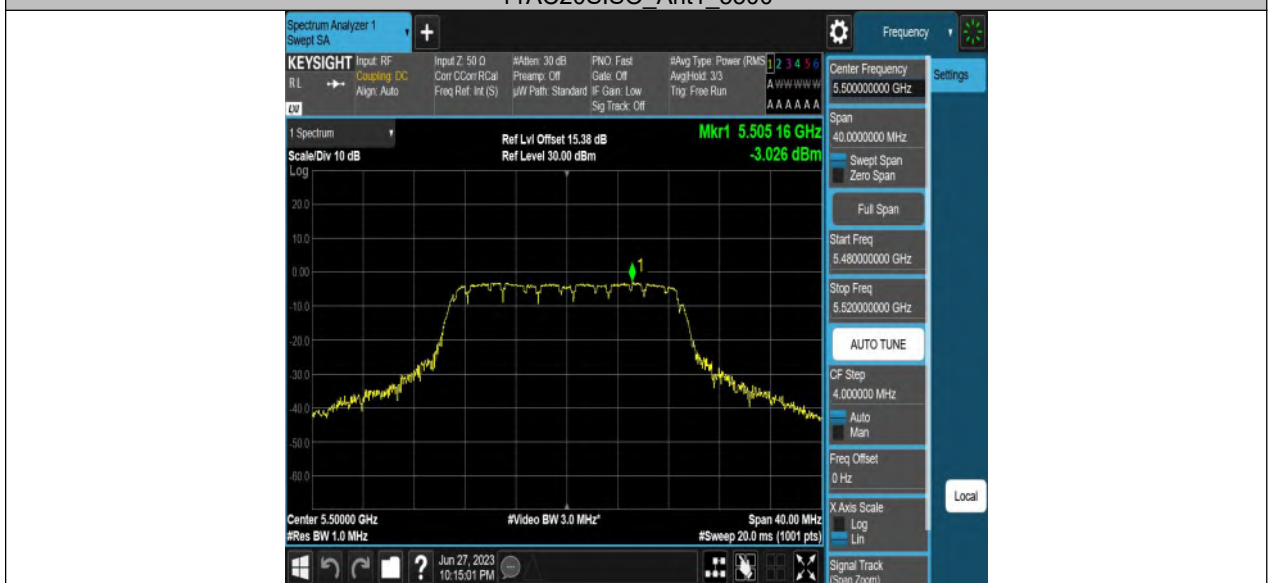 Spectrum Analyzer 1
Swept SA
+
Frequency
KEYSIGHT
RL
LXI
Input: RF
Coupling: DC
Align: Auto
Input Z: 50 Ω
Corr CCorr RCal
Freq Ref: Int (S)
#Atten: 30 dB
Preamp: Off
µW Path: Standard
PNO: Fast
Gate: Off
IF Gain: Low
Sig Track: Off
#Avg Type: Power (RMS
Avg|Hold: 3/3
Trig: Free Run
1 2 3 4 5 6
A W W W W W
A A A A A A
Center Frequency
5.500000000 GHz
Settings
1 Spectrum
Scale/Div 10 dB
Log
Ref Lvl Offset 15.38 dB
Ref Level 30.00 dBm
Mkr1 5.505 16 GHz
-3.026 dBm
20.0
10.0
0.00
-10.0
-20.0
-30.0
-40.0
-50.0
-60.0
1
Center 5.50000 GHz
#Res BW 1.0 MHz
#Video BW 3.0 MHz*
Span 40.00 MHz
#Sweep 20.0 ms (1001 pts)
Span
40.0000000 MHz
Swept Span
Zero Span
Full Span
Start Freq
5.480000000 GHz
Stop Freq
5.520000000 GHz
AUTO TUNE
CF Step
4.000000 MHz
Auto
Man
Freq Offset
0 Hz
X Axis Scale
Log
Lin
Local
Signal Track
(Span Zoom)
?
Jun 27, 2023
10:15:01 PM